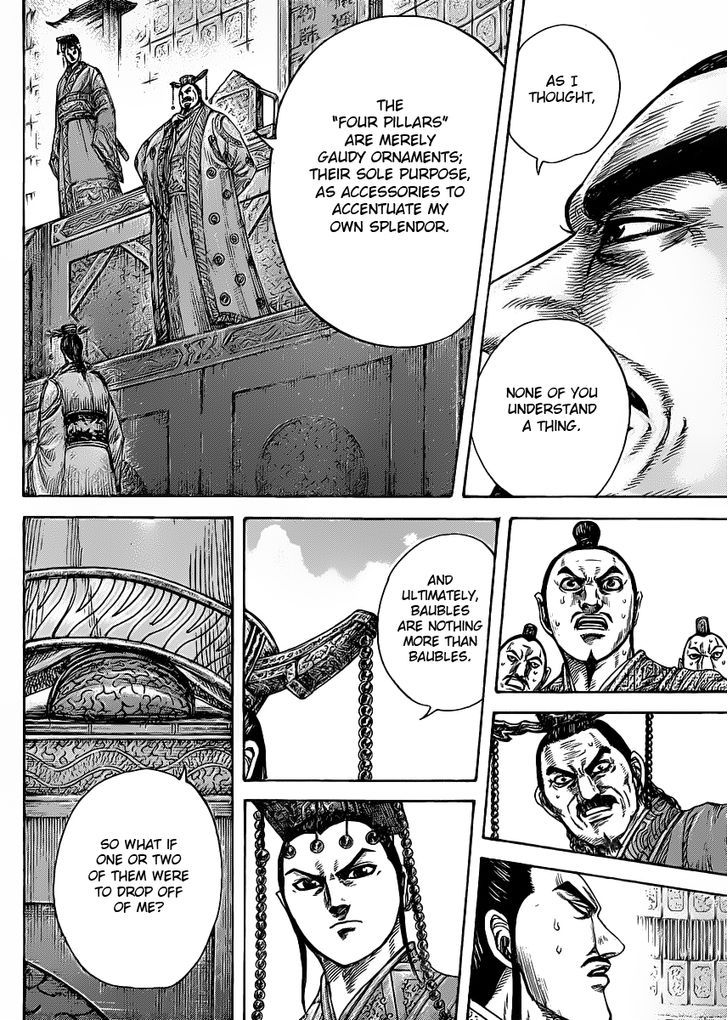 AS I
THOUGHT,
NONE OF YOU
UNDERSTAND
A THING.
THE
"FOUR PILLARS"
ARE MERELY
GAUDY ORNAMENTS;
THEIR SOLE PURPOSE,
AS ACCESSORIES TO
ACCENTUATE MY
OWN SPLENDOR.
AND
ULTIMATELY,
BAUBLES
ARE NOTHING
MORE THAN
BAUBLES.
SO WHAT IF
ONE OR TWO
OF THEM WERE
TO DROP OFF
OF ME?